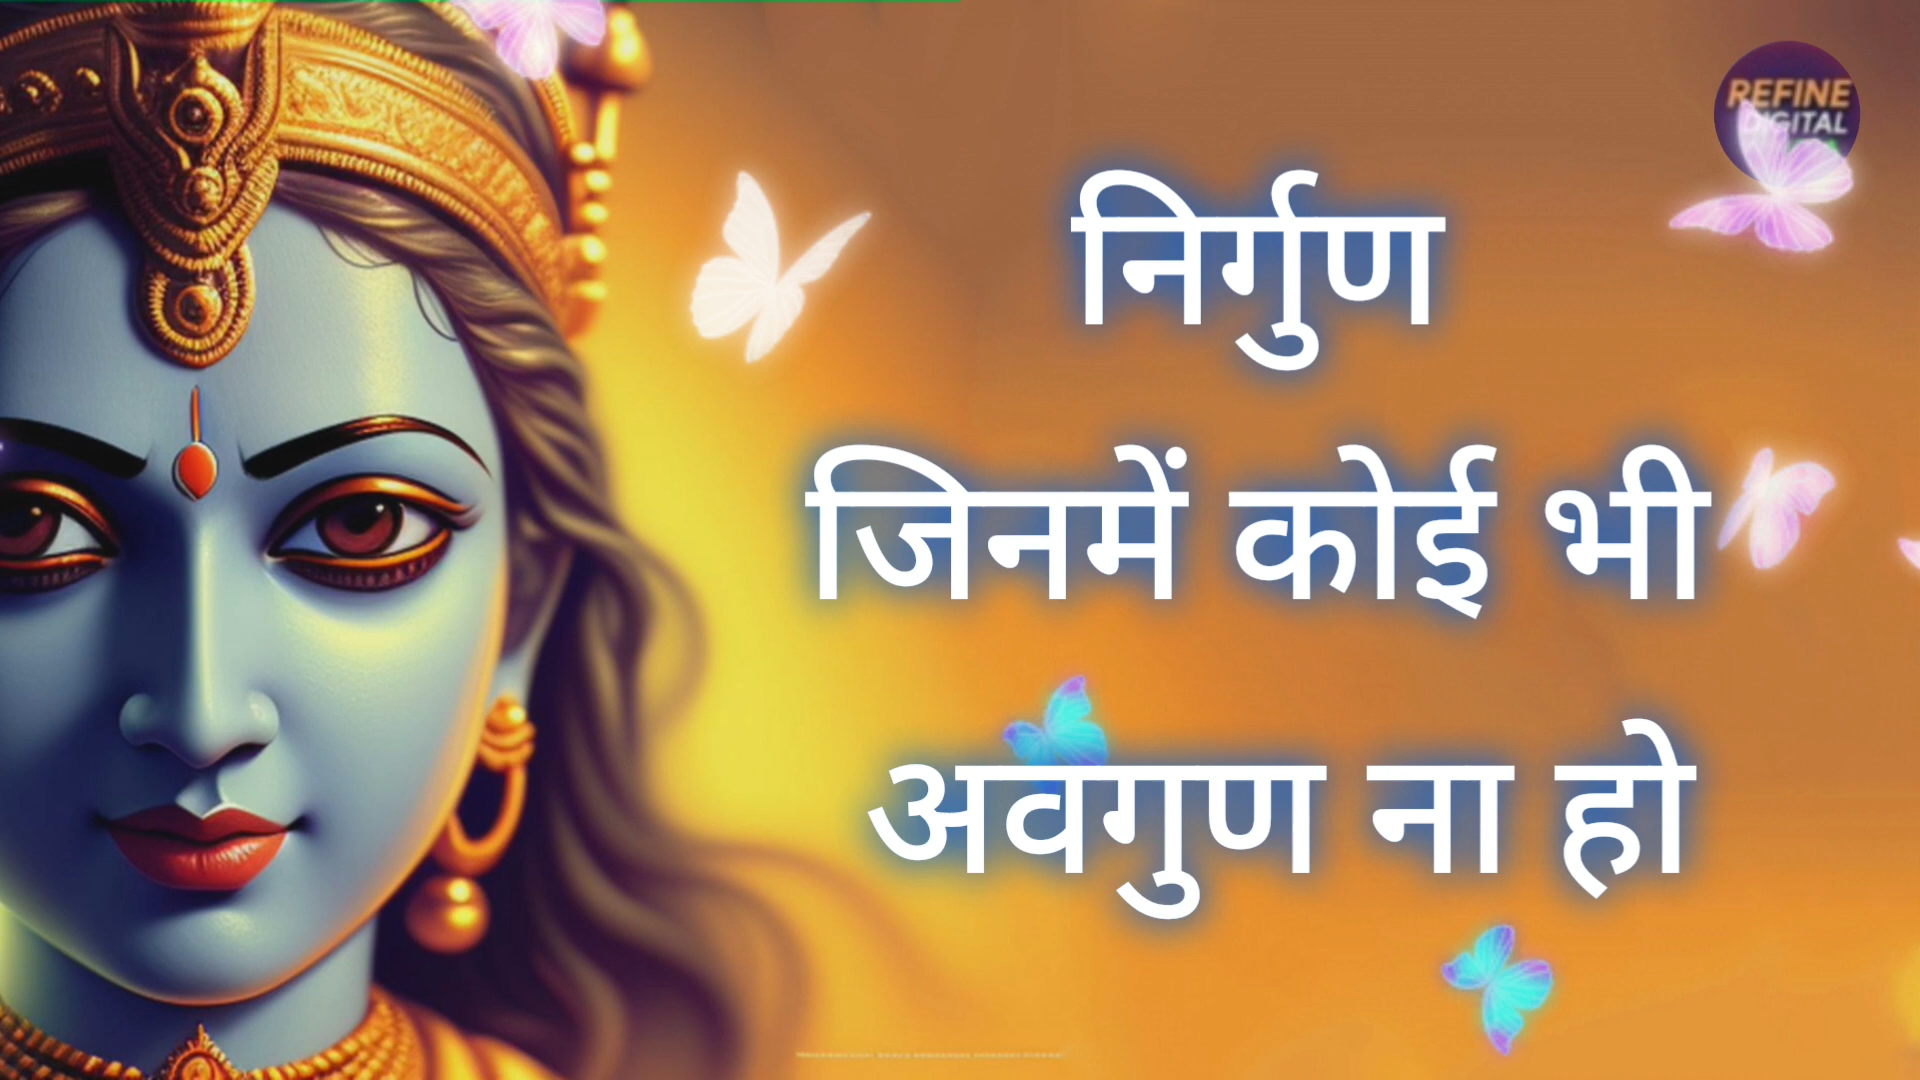 REFINE
DIGITAL
निर्गुण
जिनमें कोई भी
अवगुण ना हो